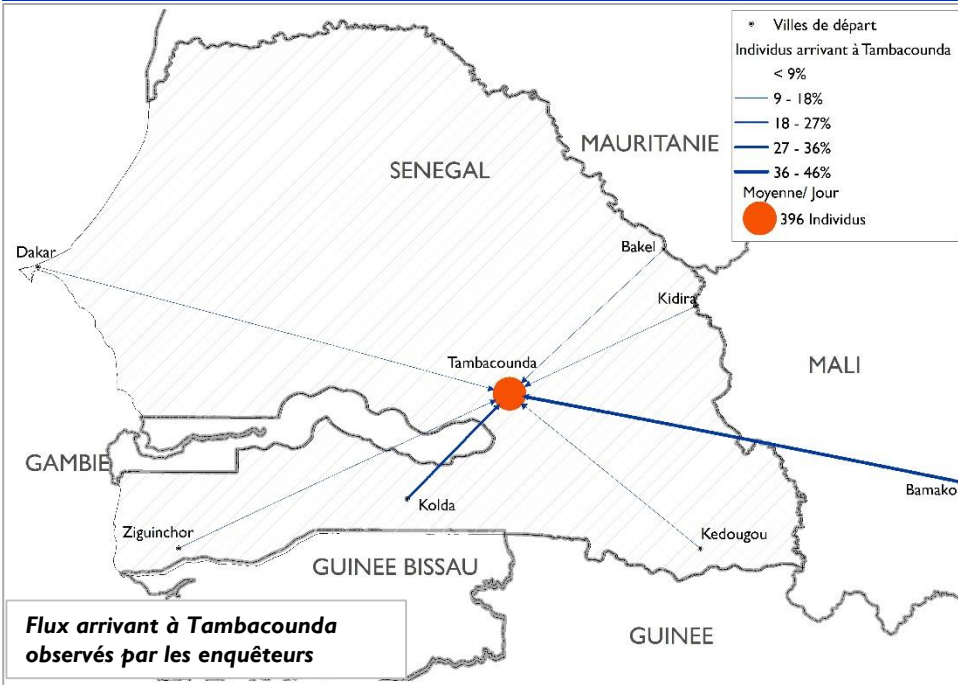 Villes de départ
Individus arrivant à Tambacounda
< 9%
9 - 18%
18 - 27%
27 - 36%
36 - 46%
Moyenne/ Jour
396 Individus
MAURITANIE
SENEGAL
Dakar
Bakel
Kidira
Tambacounda
MALI
GAMBIE
Bamako
Kolda
Ziguinchor
Kedougou
GUINEE BISSAU
GUINEE
Flux arrivant à Tambacounda
observés par les enquêteurs